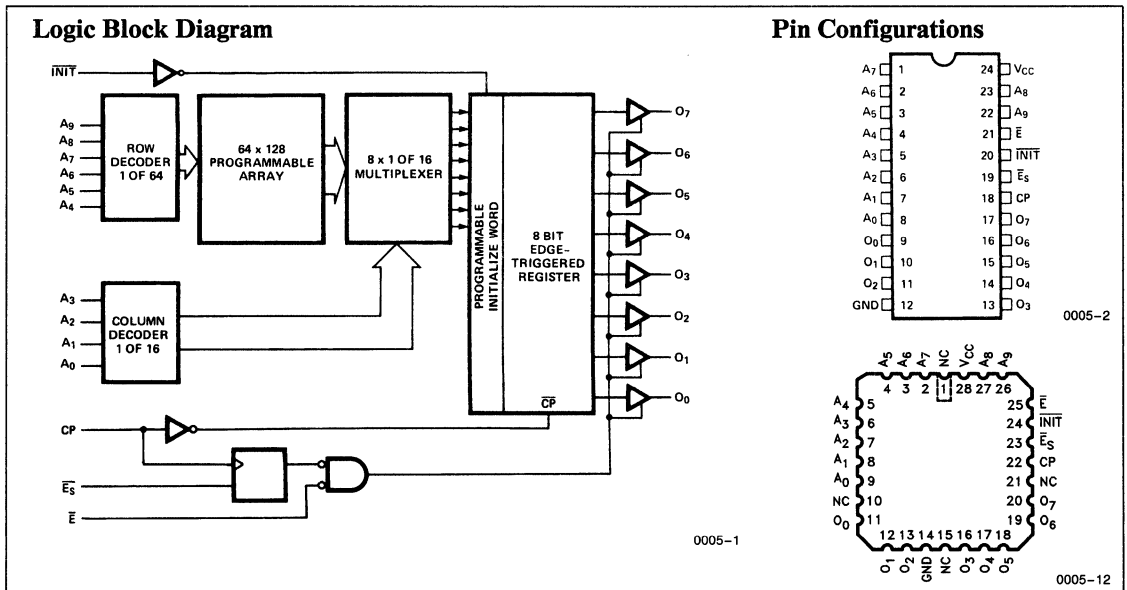 Logic Block Diagram
INIT
A9
A8
A7
A6
A5
A4
ROW
DECODER
1 OF 64
64 x 128
PROGRAMMABLE
ARRAY
8 x 1 OF 16
MULTIPLEXER
PROGRAMMABLE
INITIALIZE WORD
8 BIT
EDGE-
TRIGGERED
REGISTER
CP
O7
O6
O5
O4
O3
O2
O1
O0
A3
A2
A1
A0
COLUMN
DECODER
1 OF 16
CP
ES
E
0005-1
Pin Configurations
A7 1 24 VCC
A6 2 23 A8
A5 3 22 A9
A4 4 21 E
A3 5 20 INIT
A2 6 19 ES
A1 7 18 CP
A0 8 17 O7
O0 9 16 O6
O1 10 15 O5
O2 11 14 O4
GND 12 13 O3
0005-2
A5 A6 A7 NC VCC A8 A9
4 3 2 1 28 27 26
A4 5 25 E
A3 6 24 INIT
A2 7 23 ES
A1 8 22 CP
A0 9 21 NC
NC 10 20 O7
O0 11 19 O6
12 13 14 15 16 17 18
O1 O2 GND NC O3 O4 O5
0005-12